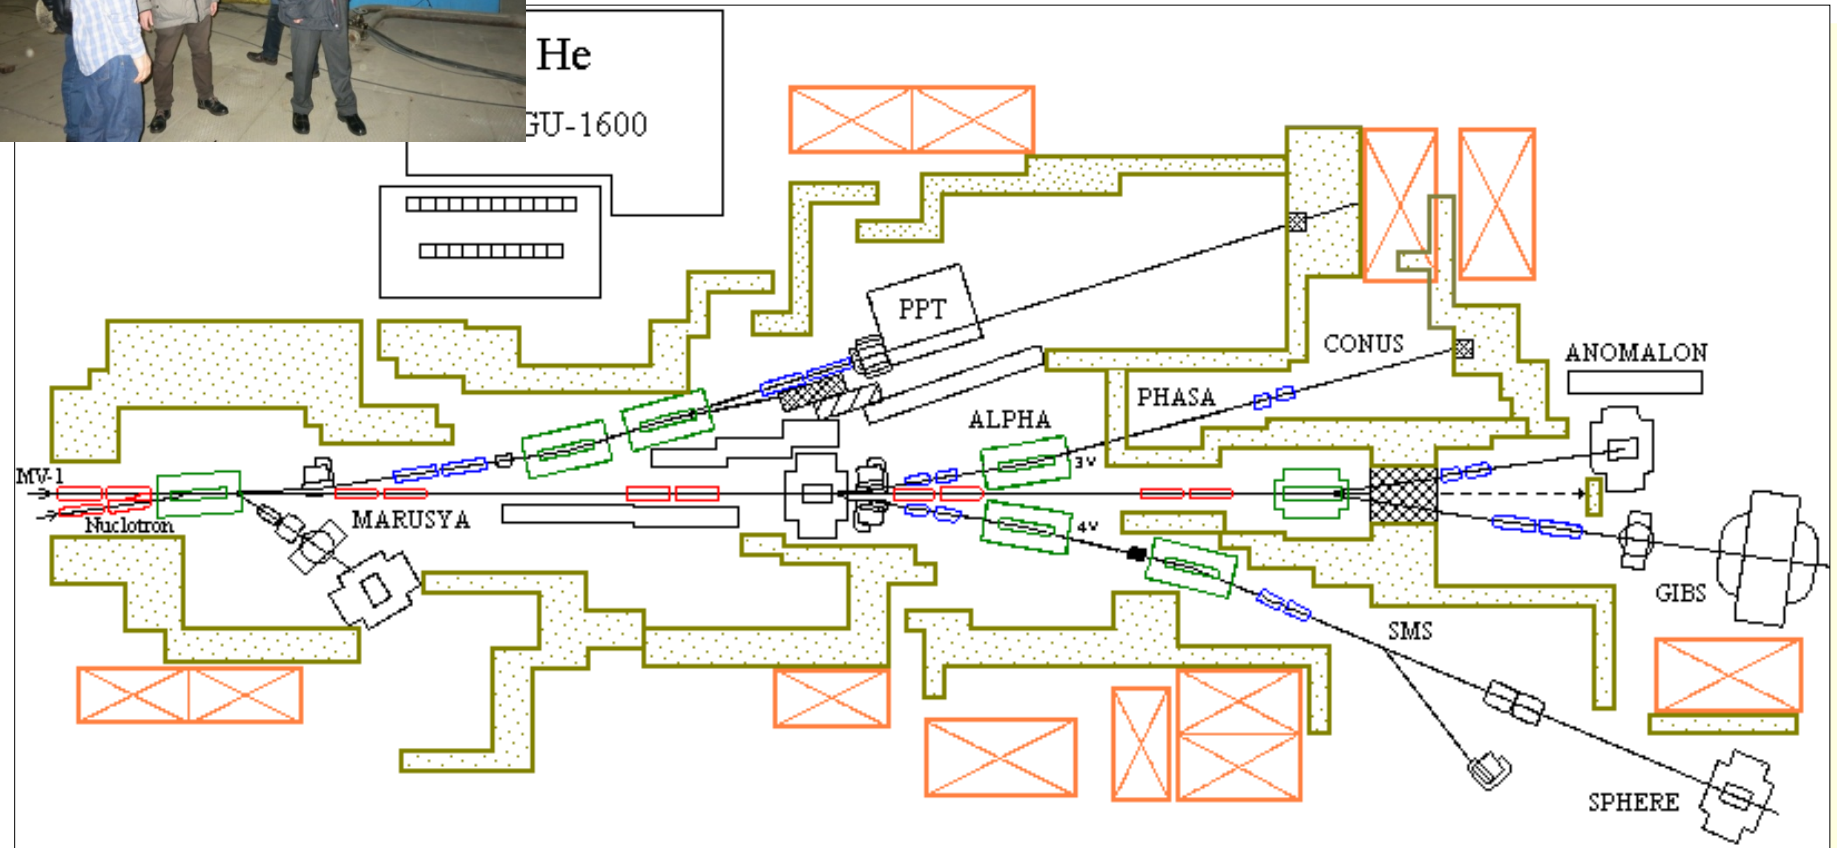 He
GU-1600
PPT
CONUS
ANOMALON
PHASA
ALPHA
3V
MV-1
MARUSYA
Nuclotron
4V
GIBS
SMS
SPHERE